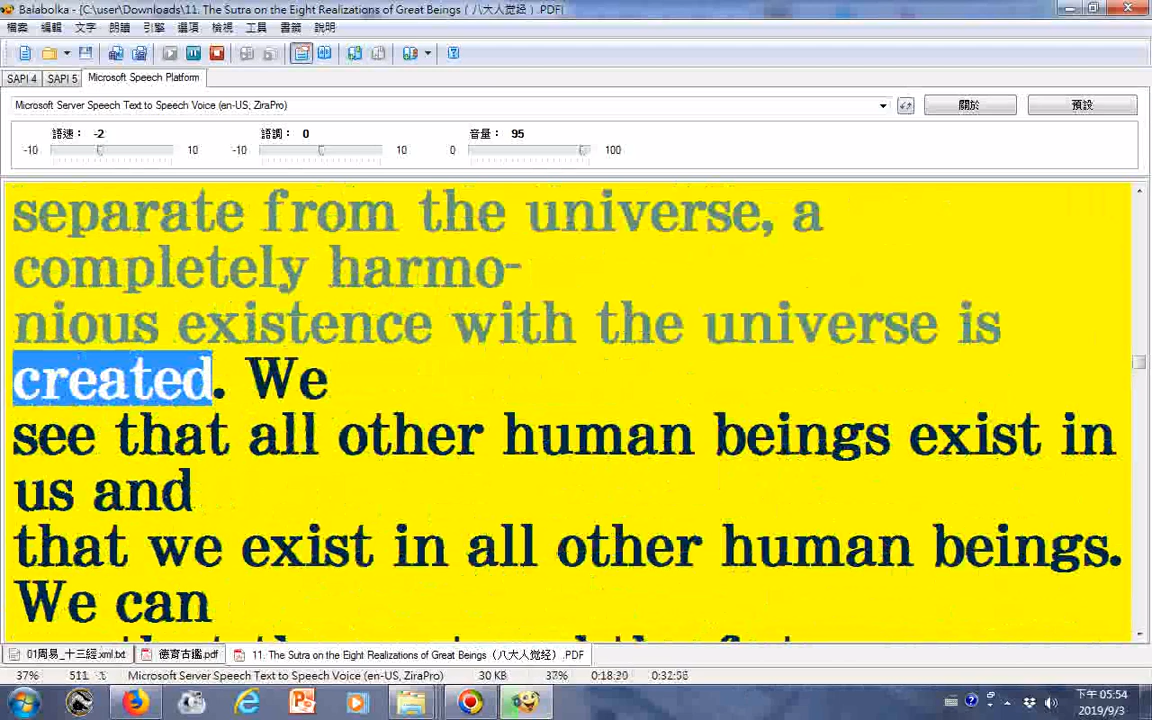 Balabolka - [C:\user\Downloads\11. The Sutra on the Eight Realizations of Great Beings（八大人觉经）.PDF]
檔案 編輯 文字 朗讀 引擎 選項 檢視 工具 書籤 說明
SAPI 4 SAPI 5 Microsoft Speech Platform
Microsoft Server Speech Text to Speech Voice (en-US, ZiraPro) 關於 預設
語速： -2 語調： 0 音量： 95
-10 10 -10 10 0 100
separate from the universe, a
completely harmo-
nious existence with the universe is
created. We
see that all other human beings exist in
us and
that we exist in all other human beings.
We can
01周易_十三經.xml.txt 德育古鑑.pdf 11. The Sutra on the Eight Realizations of Great Beings（八大人觉经）.PDF
37% 511 Microsoft Server Speech Text to Speech Voice (en-US, ZiraPro) 30 KB 37% 0:18:20 0:32:58
下午 05:54
2019/9/3